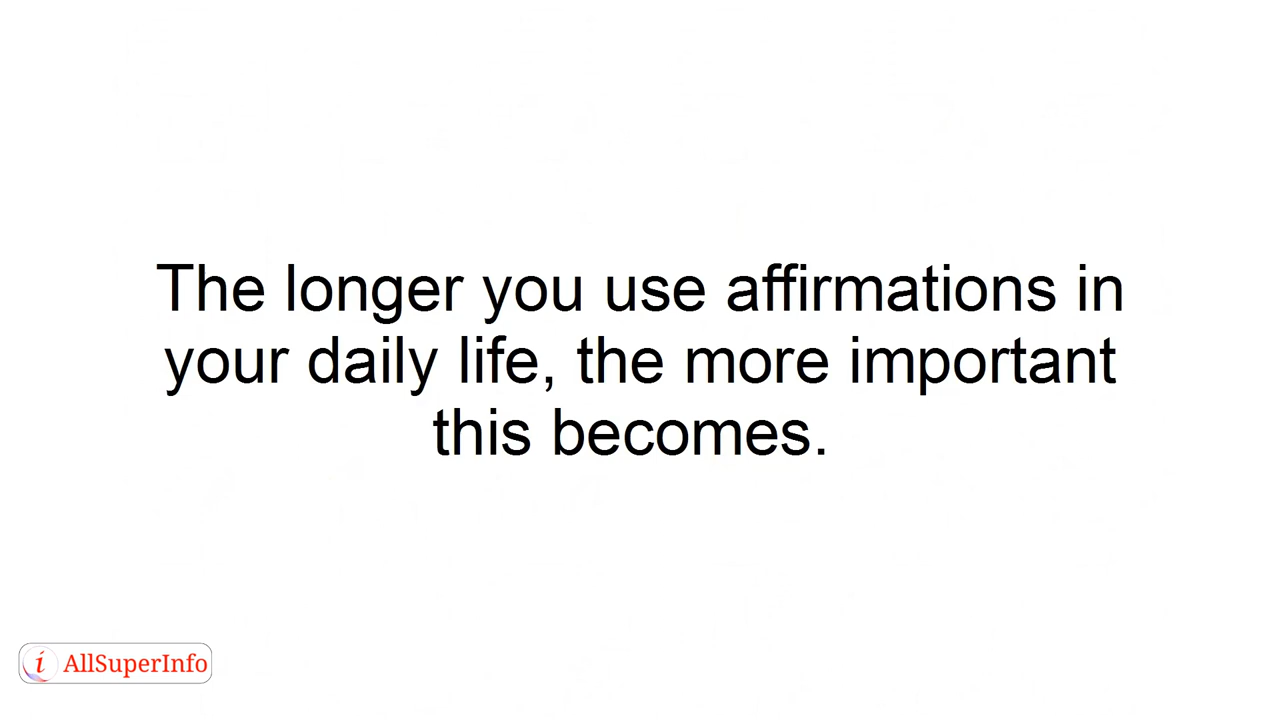 The longer you use affirmations in
your daily life, the more important
this becomes.
i AllSuperInfo